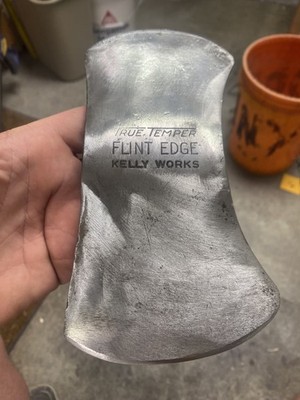 TRUE TEMPER
FLINT EDGE
KELLY WORKS